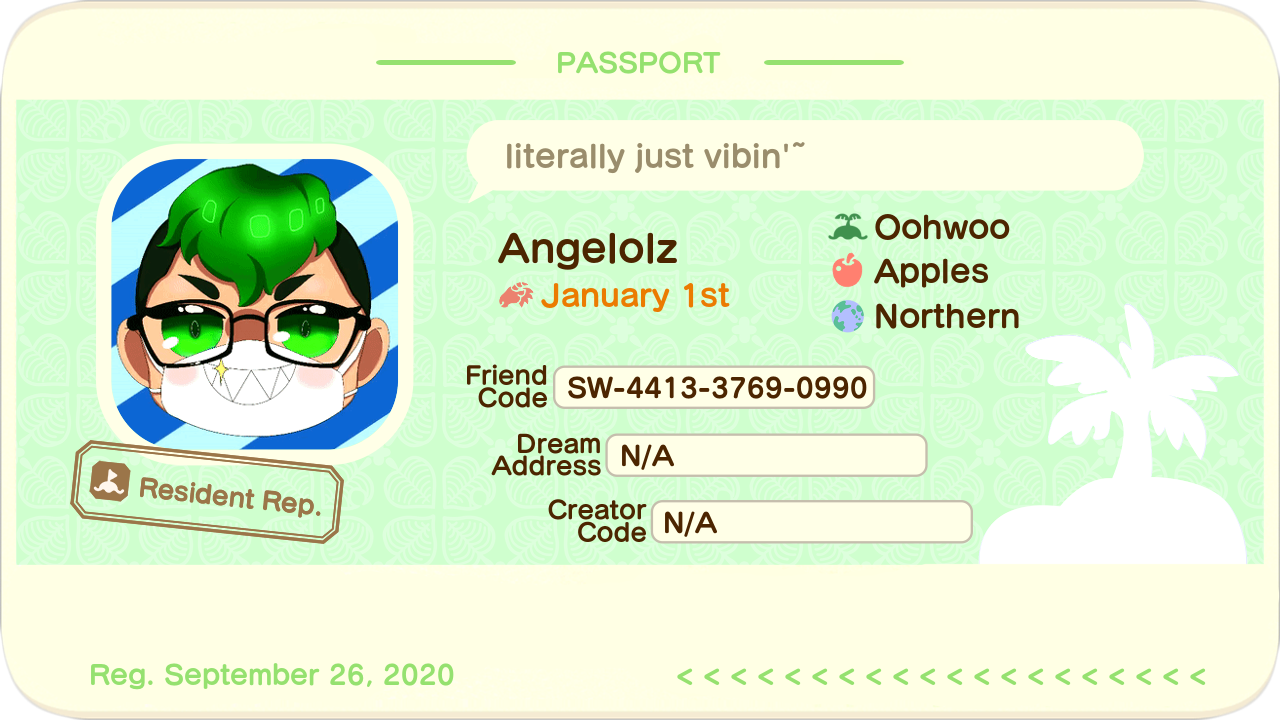 PASSPORT
literally just vibin'~
Angelolz
January 1st
Oohwoo
Apples
Northern
Friend
Code
SW-4413-3769-0990
Dream
Address
N/A
Creator
Code
N/A
Resident Rep.
Reg. September 26, 2020
< < < < < < < < < < < < < < < < < < < <